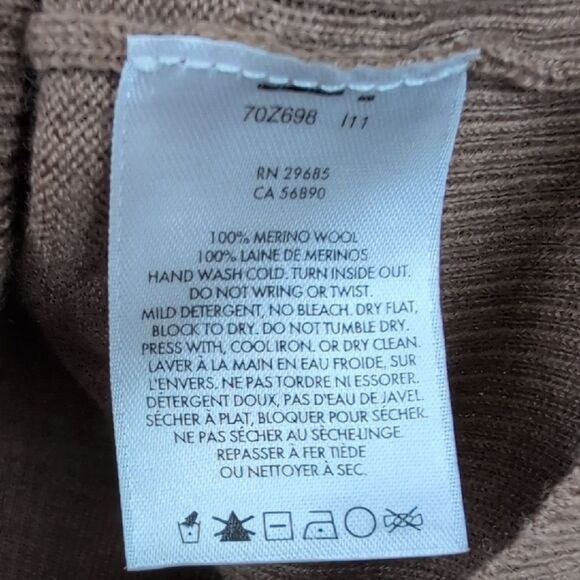 70Z698 I11
RN 29685
CA 56890
100% MERINO WOOL
100% LAINE DE MERINOS
HAND WASH COLD. TURN INSIDE OUT.
DO NOT WRING OR TWIST.
MILD DETERGENT, NO BLEACH. DRY FLAT,
BLOCK TO DRY. DO NOT TUMBLE DRY.
PRESS WITH, COOL IRON. OR DRY CLEAN.
LAVER À LA MAIN EN EAU FROIDE, SUR
L'ENVERS. NE PAS TORDRE NI ESSORER.
DÉTERGENT DOUX, PAS D'EAU DE JAVEL.
SÉCHER À PLAT, BLOQUER POUR SÉCHER.
NE PAS SÉCHER AU SÈCHE-LINGE.
REPASSER À FER TIÈDE
OU NETTOYER À SEC.